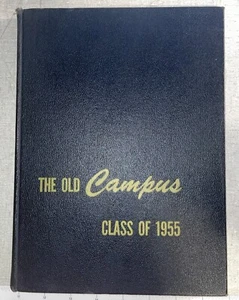 THE OLD Campus
CLASS OF 1955